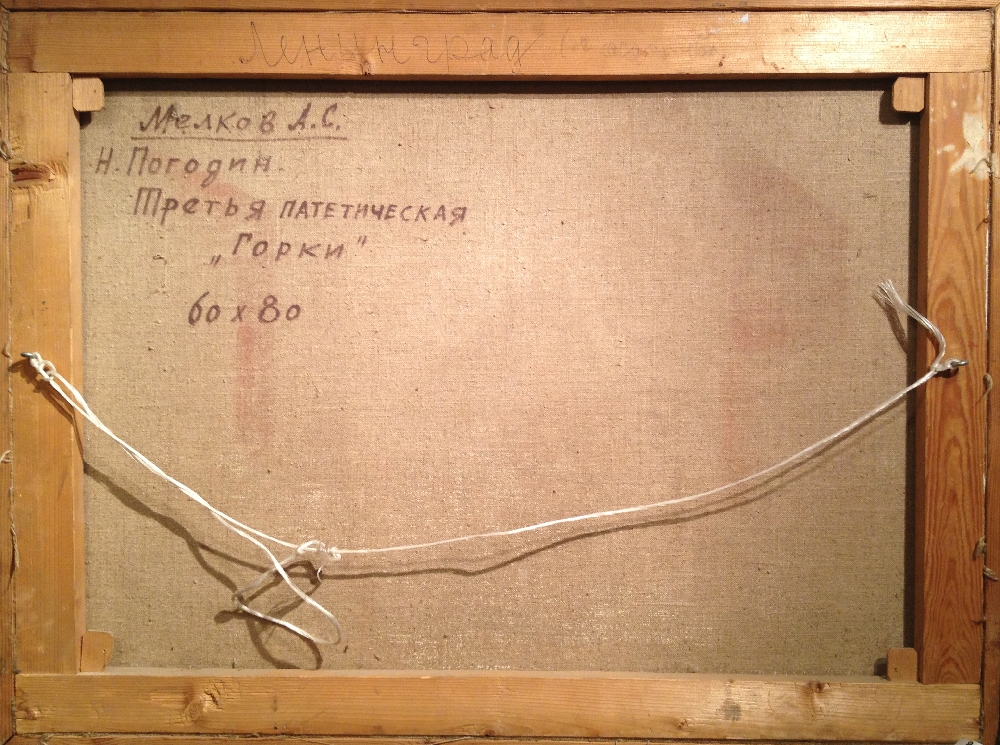 Ленинград
Мелков А.С.
Н. Погодин.
Третья ПАТЕТИЧЕСКАЯ
„Горки"
60 x 80